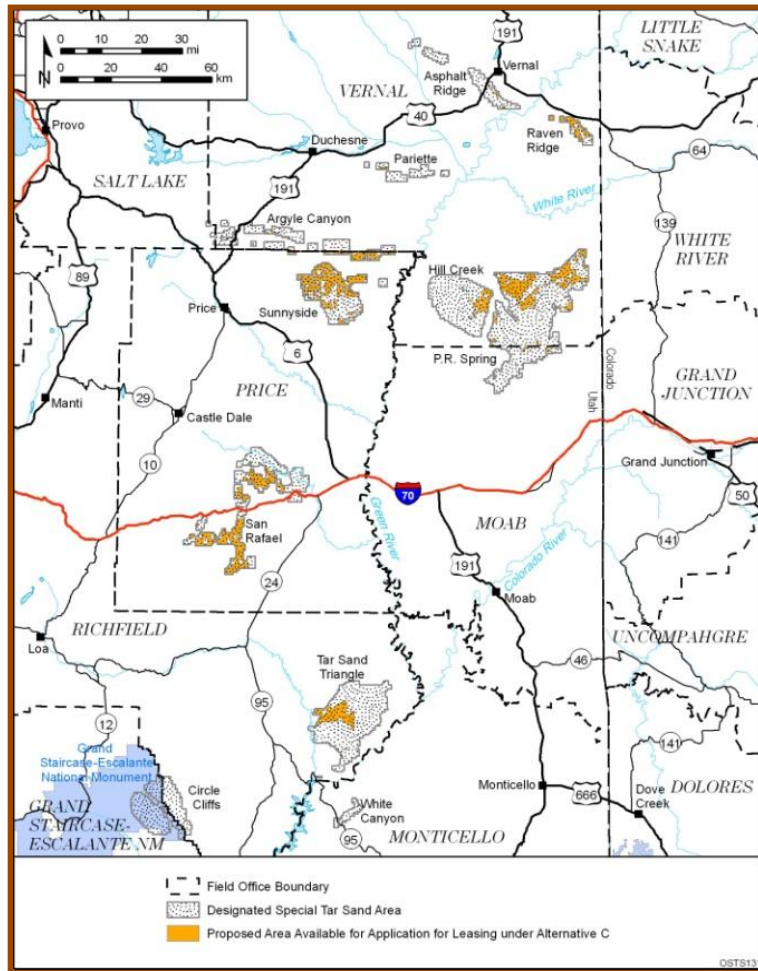 0 30
mi
0 60
km
N
191
LITTLE
SNAKE
Asphalt
Ridge
Vernal
VERNAL
40
Provo
Duchesne
Raven
Ridge
Pariette
64
SALT LAKE
191
White River
Argyle Canyon
139
WHITE
RIVER
89
Hill Creek
Price
Sunnyside
6
P.R. Spring
Colorado
Utah
GRAND
JUNCTION
PRICE
29
Manti
Castle Dale
10
Grand Junction
70
50
San
Rafael
Green River
MOAB
141
24
191
Colorado River
Moab
RICHFIELD
UNCOMPAHGRE
Loa
46
Tar Sand
Triangle
95
12
141
Grand
Staircase-Escalante
National Monument
Circle
Cliffs
Monticello
DOLORES
GRAND
STAIRCASE-
ESCALANTE NM
White
Canyon
666
Dove
Creek
95
MONTICELLO
Field Office Boundary
Designated Special Tar Sand Area
Proposed Area Available for Application for Leasing under Alternative C